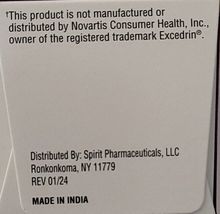 †This product is not manufactured or
distributed by Novartis Consumer Health, Inc.,
owner of the registered trademark Excedrin®.
Distributed By: Spirit Pharmaceuticals, LLC
Ronkonkoma, NY 11779
REV 01/24
MADE IN INDIA